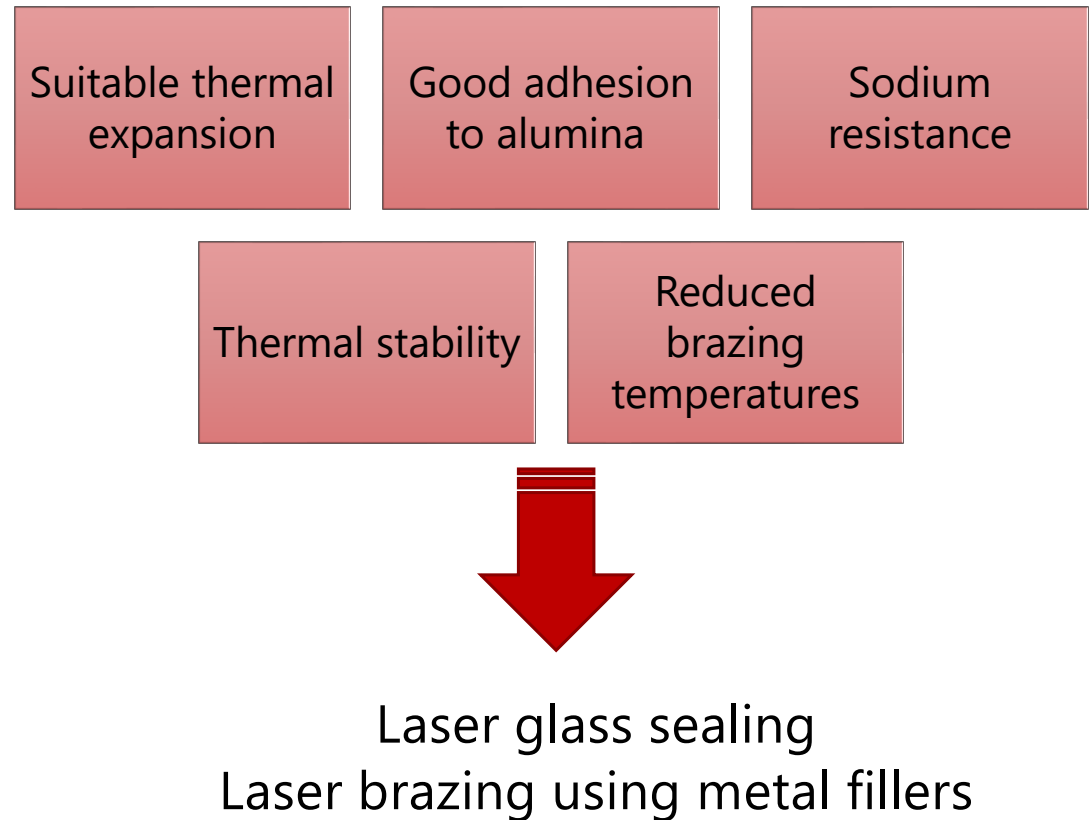 Suitable thermal
expansion
Good adhesion
to alumina
Sodium
resistance
Thermal stability
Reduced
brazing
temperatures
Laser glass sealing
Laser brazing using metal fillers